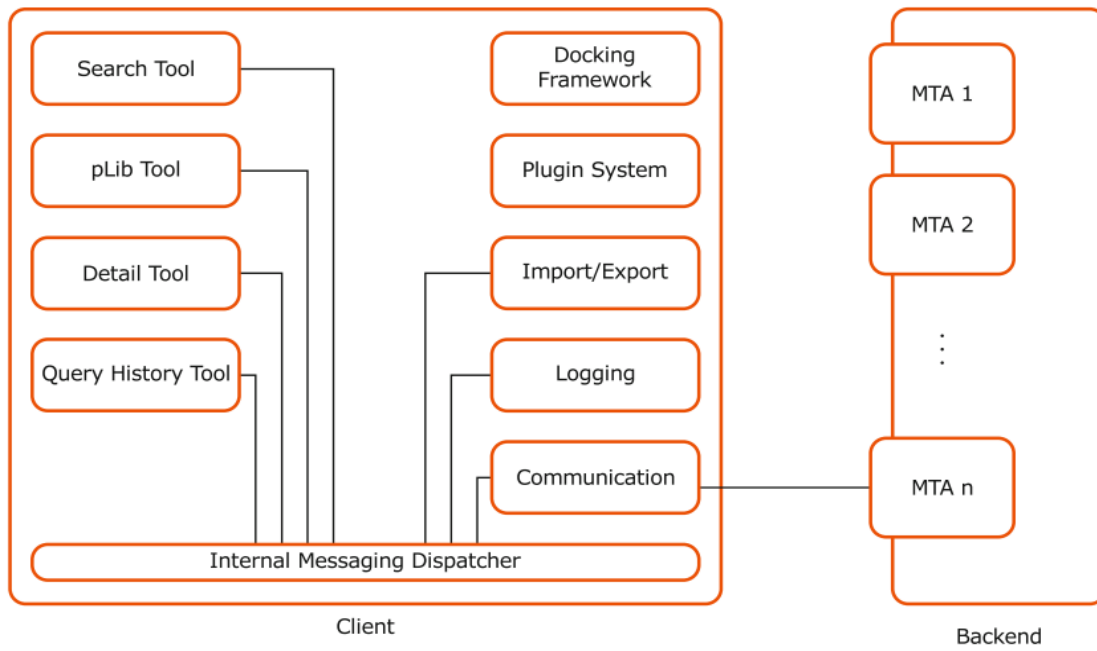 Search Tool
pLib Tool
Detail Tool
Query History Tool
Docking
Framework
Plugin System
Import/Export
Logging
Communication
Internal Messaging Dispatcher
Client
MTA 1
MTA 2
⋮
MTA n
Backend